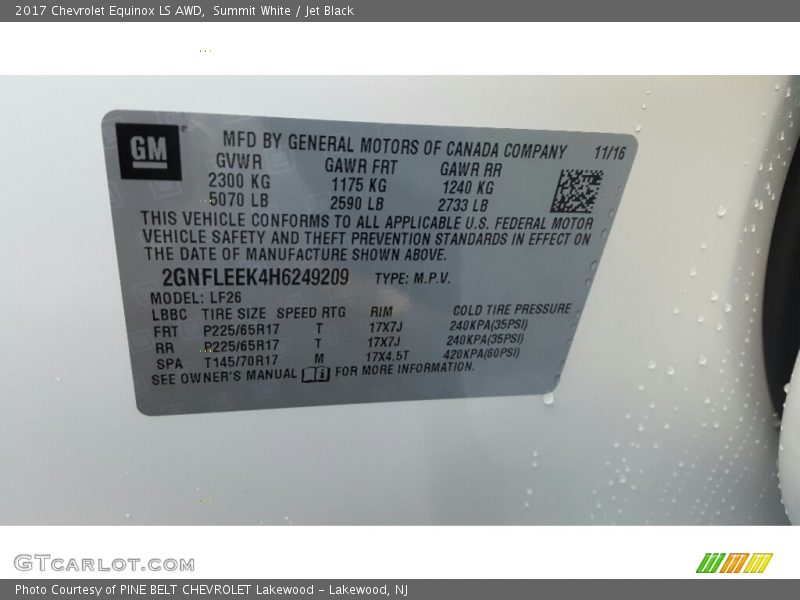 2017 Chevrolet Equinox LS AWD, Summit White / Jet Black
GM
MFD BY GENERAL MOTORS OF CANADA COMPANY 11/16
GVWR GAWR FRT GAWR RR
2300 KG 1175 KG 1240 KG
5070 LB 2590 LB 2733 LB
THIS VEHICLE CONFORMS TO ALL APPLICABLE U.S. FEDERAL MOTOR
VEHICLE SAFETY AND THEFT PREVENTION STANDARDS IN EFFECT ON
THE DATE OF MANUFACTURE SHOWN ABOVE.
2GNFLEEK4H6249209 TYPE: M.P.V.
MODEL: LF26
LBBC TIRE SIZE SPEED RTG RIM COLD TIRE PRESSURE
FRT P225/65R17 T 17X7J 240KPA(35PSI)
RR P225/65R17 T 17X7J 240KPA(35PSI)
SPA T145/70R17 M 17X4.5T 420KPA(60PSI)
SEE OWNER'S MANUAL FOR MORE INFORMATION.
GTCARLOT.COM
Photo Courtesy of PINE BELT CHEVROLET Lakewood - Lakewood, NJ